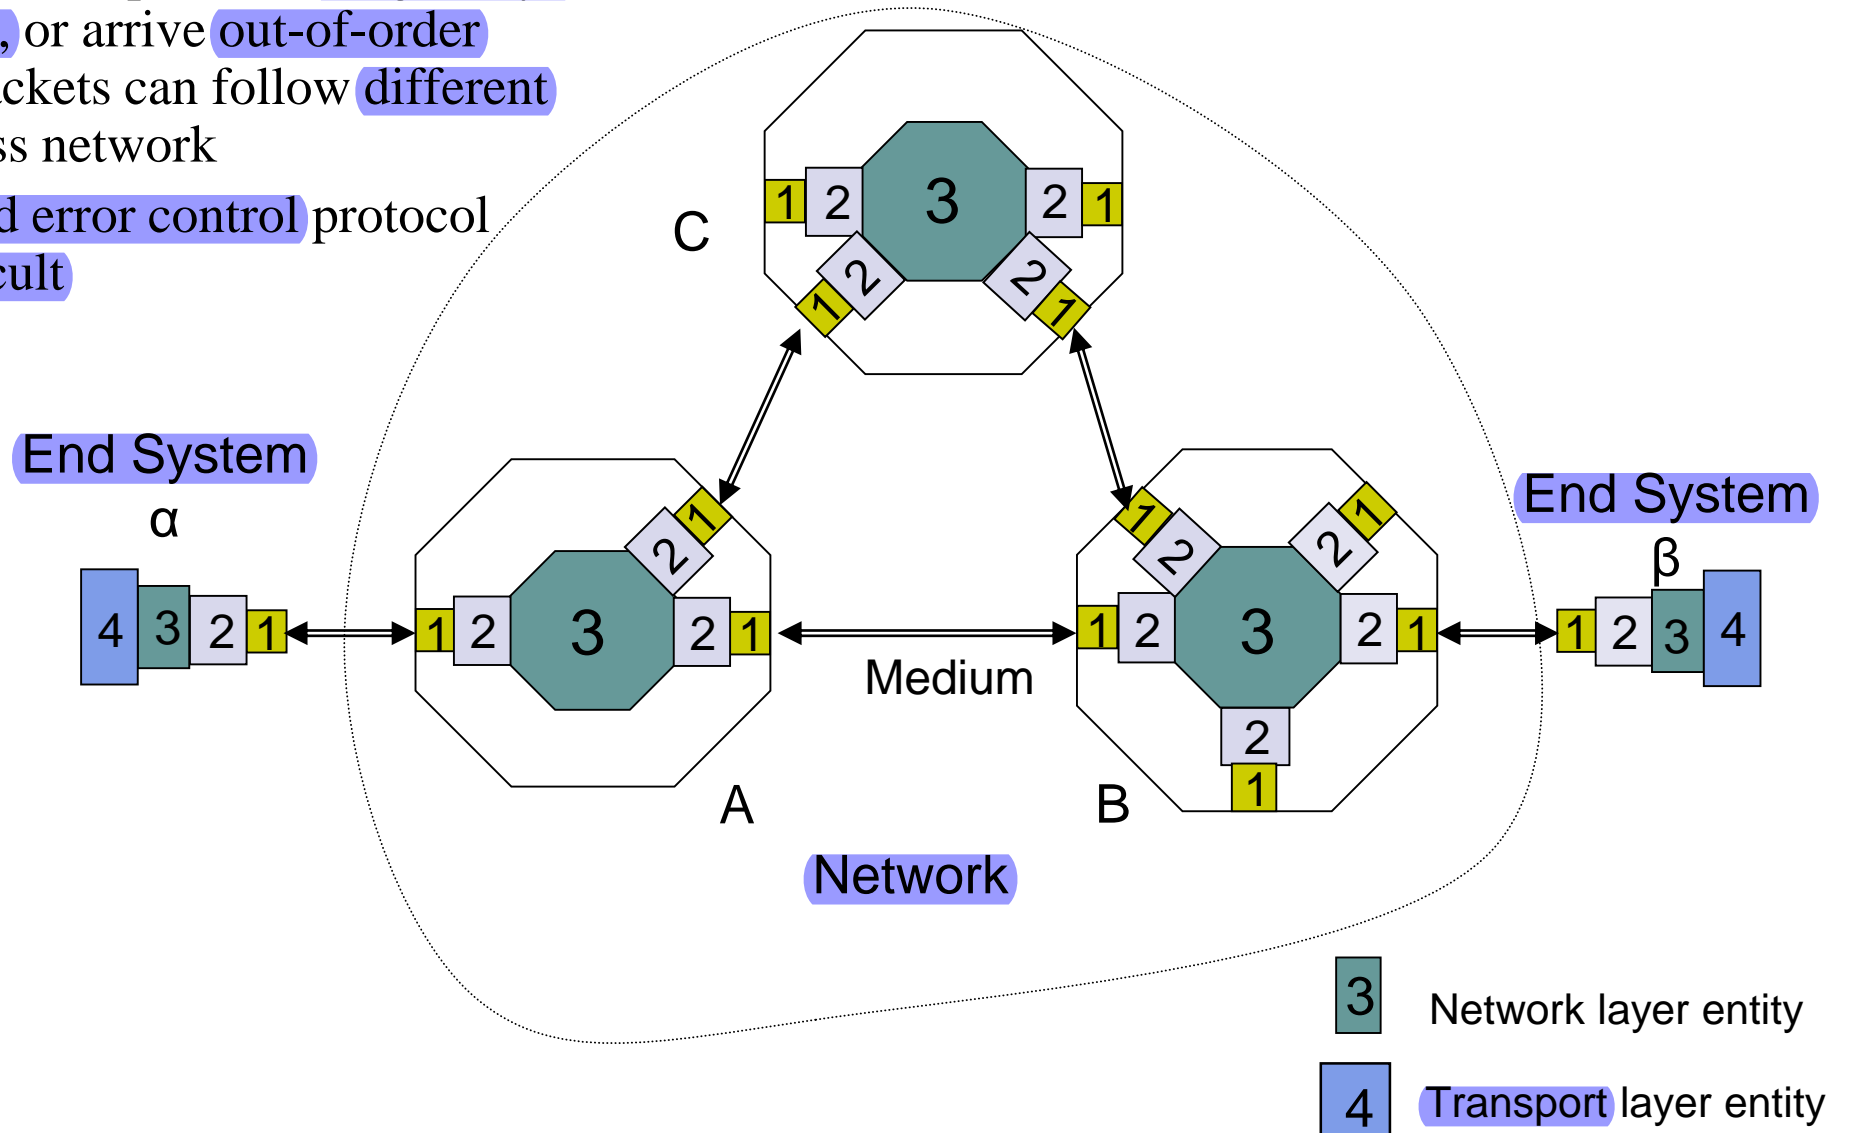 , or arrive out-of-order
ackets can follow different
ss network
d error control protocol
cult
C
1 2 3 2 1
2 2
1 1
End System
α
4 3 2 1
1 2 3 2 1
2 1
A
Medium
1 2 3 2 1
1 2
2 1
2
1
B
End System
β
1 2 3 4
Network
3 Network layer entity
4 Transport layer entity